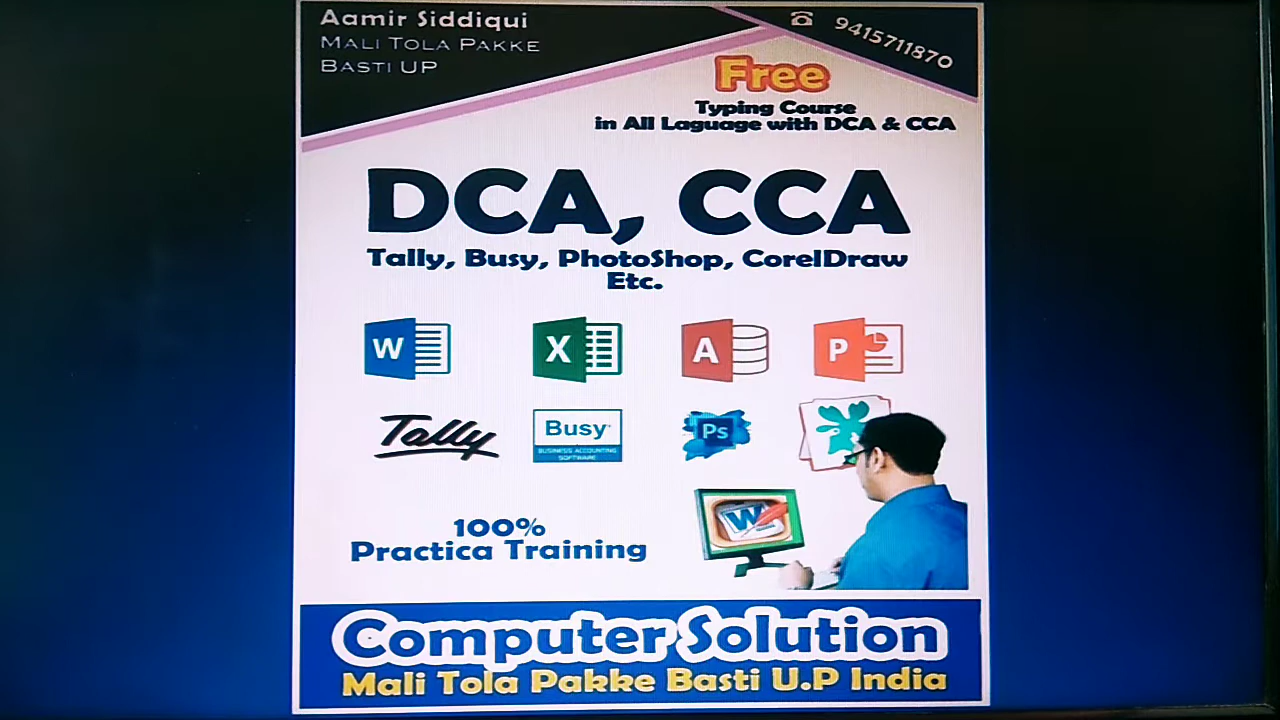 Aamir Siddiqui
MALI TOLA PAKKE
BASTI UP
9415711870
Free
Typing Course
in All Laguage with DCA & CCA
DCA, CCA
Tally, Busy, PhotoShop, CorelDraw
Etc.
W
X
A
P
Tally
Busy
BUSINESS ACCOUNTING
SOFTWARE
Ps
W
100%
Practica Training
Computer Solution
Mali Tola Pakke Basti U.P India